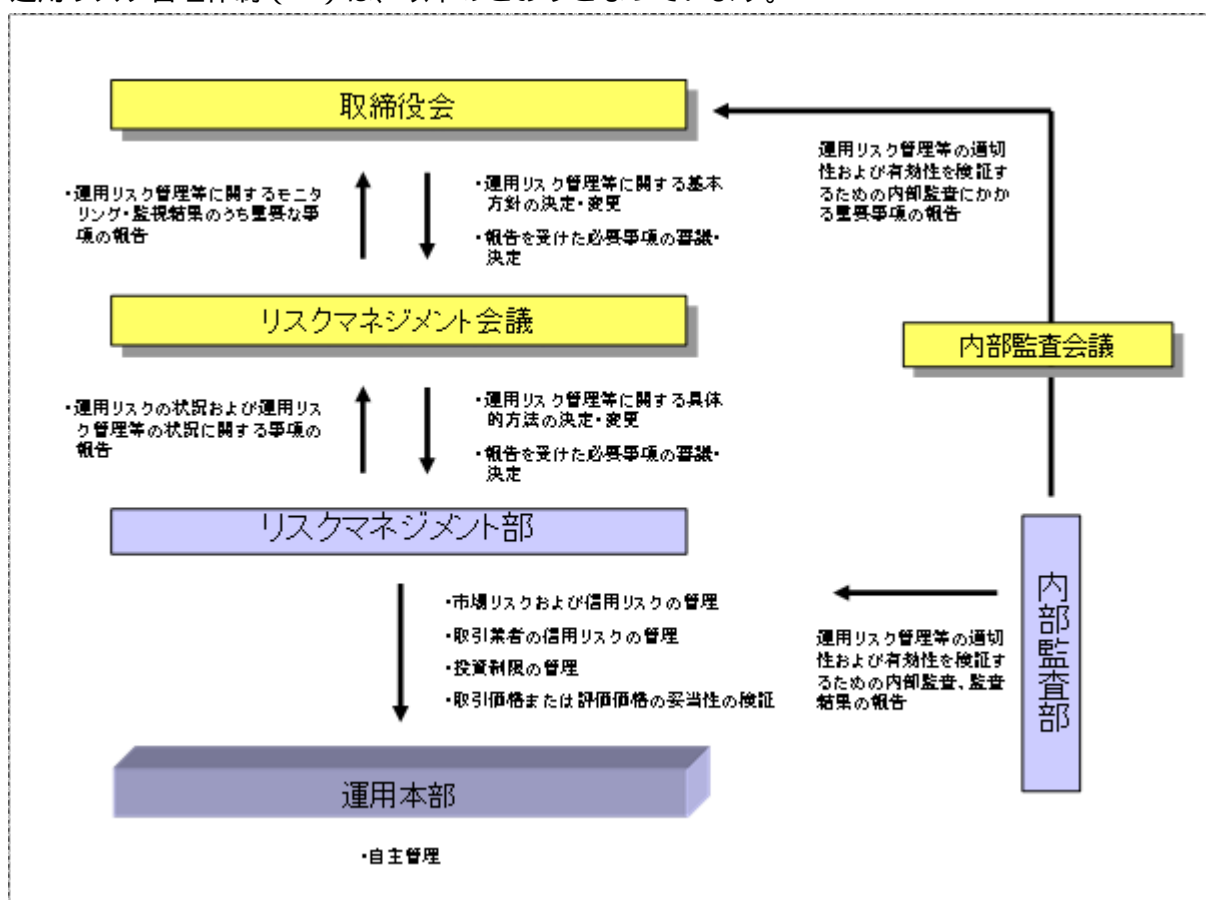 運用リスク管理体制(※)は、以下のとおりとなっています。
取締役会
・運用リスク管理等に関するモニ
タリング・監視結果のうち重要な事
項の報告
・運用リスク管理等に関する基本
方針の決定・変更
・報告を受けた必要事項の審議・
決定
運用リスク管理等の適切
性および有効性を検証す
るための内部監査にかか
る重要事項の報告
リスクマネジメント会議
内部監査会議
・運用リスクの状況および運用リス
ク管理等の状況に関する事項の
報告
・運用リスク管理等に関する具体
的方法の決定・変更
・報告を受けた必要事項の審議・
決定
リスクマネジメント部
内部監査部
・市場リスクおよび信用リスクの管理
・取引業者の信用リスクの管理
・投資制限の管理
・取引価格または評価価格の妥当性の検証
運用リスク管理等の適切
性および有効性を検証す
るための内部監査、監査
結果の報告
運用本部
・自主管理